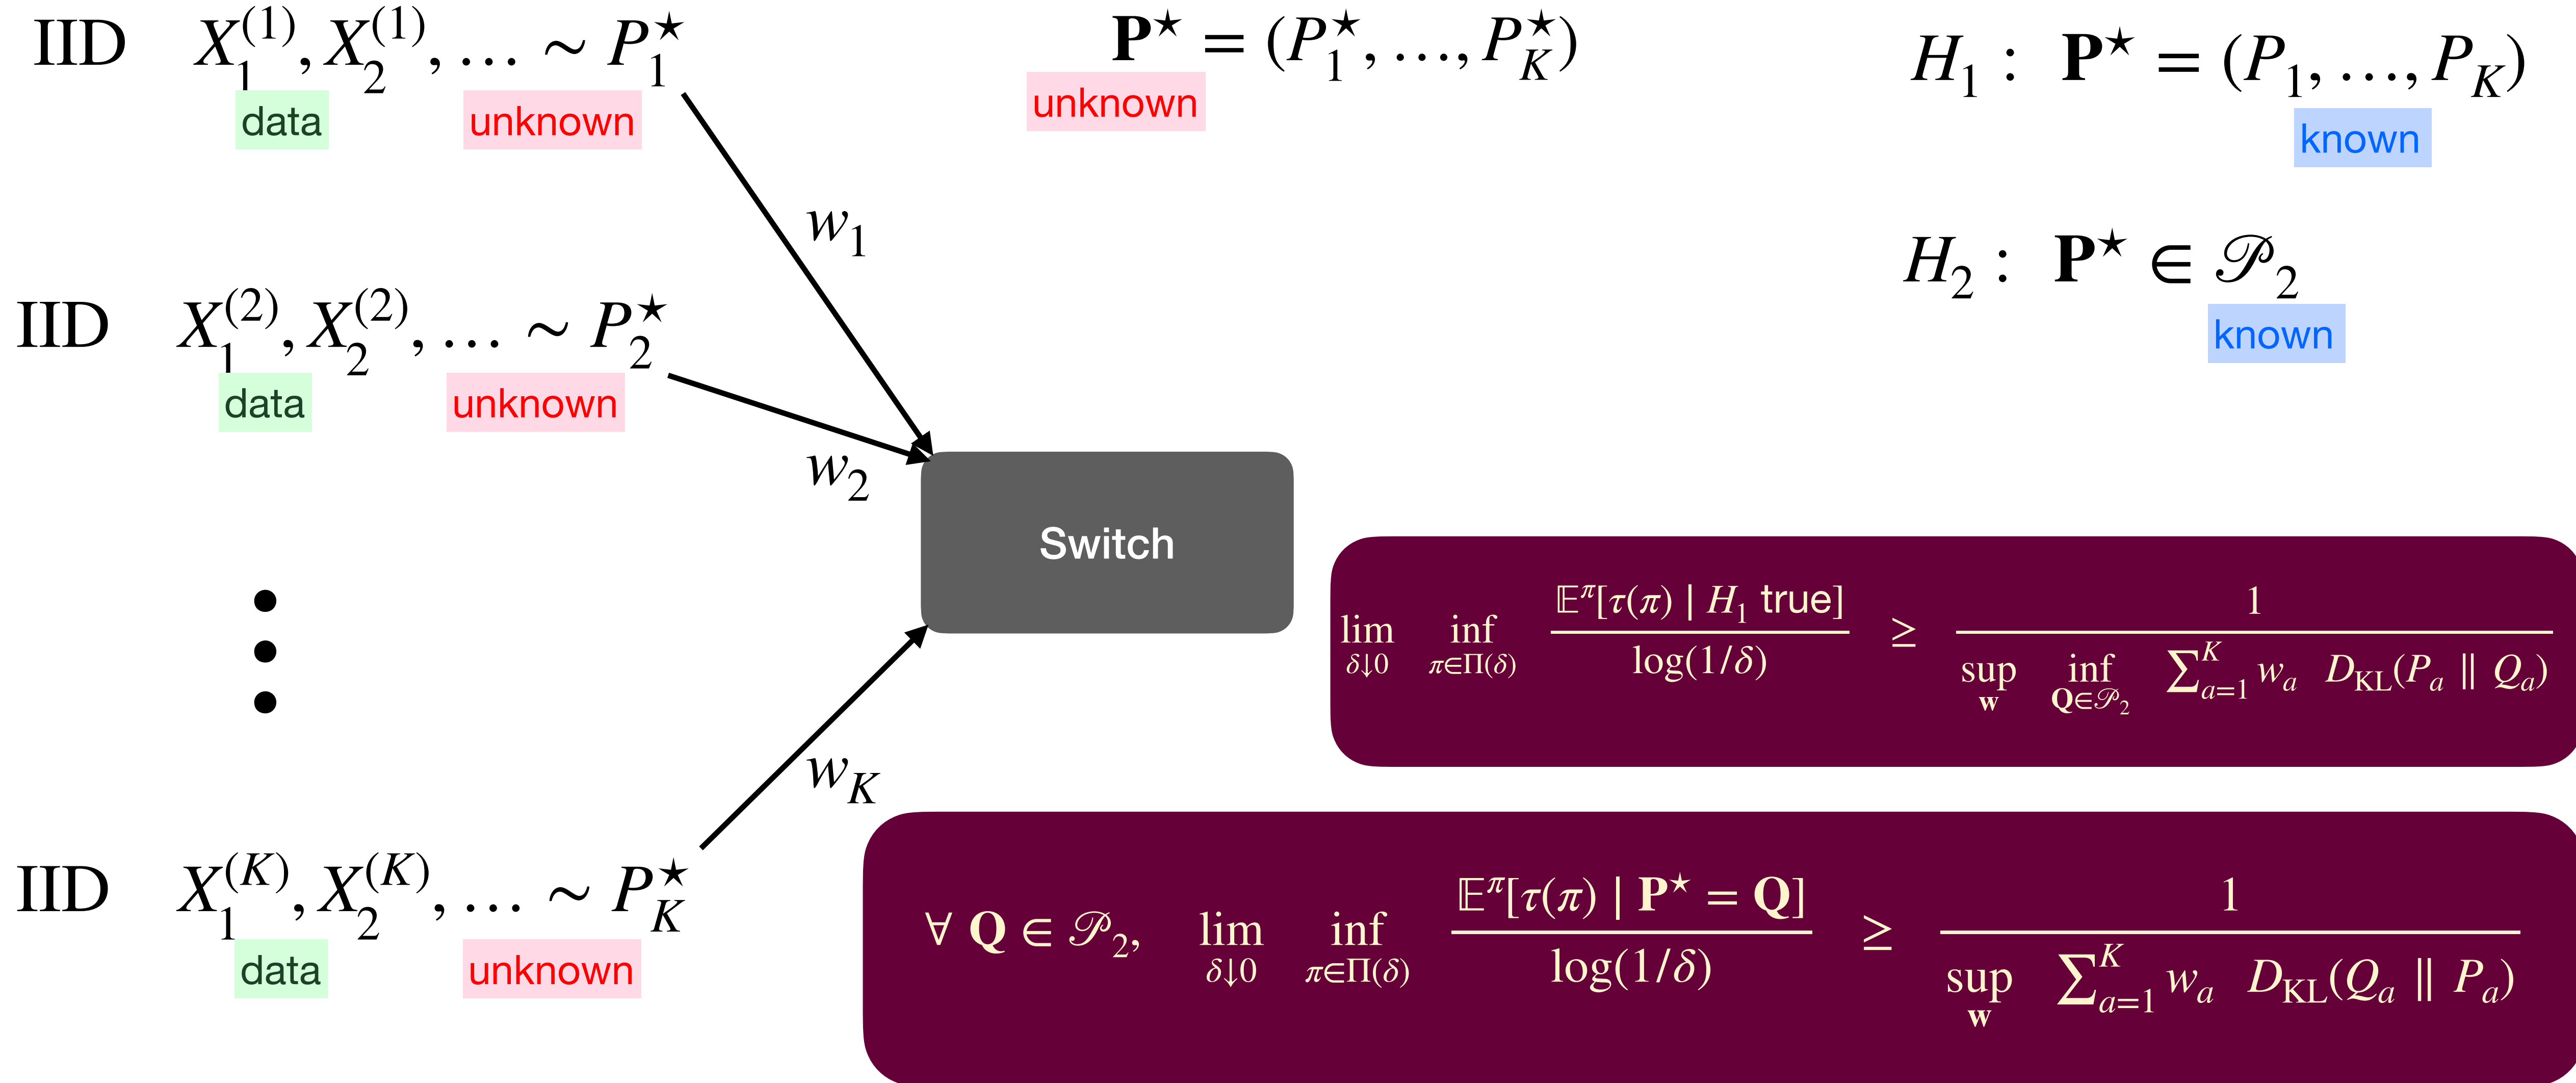 IID X_1^{(1)}, X_2^{(1)}, … ∼ P_1^⋆
data unknown
𝐏^⋆ = (P_1^⋆, …, P_K^⋆)
unknown
H_1 : 𝐏^⋆ = (P_1, …, P_K)
known
w_1
H_2 : 𝐏^⋆ ∈ 𝒫_2
known
IID X_1^{(2)}, X_2^{(2)}, … ∼ P_2^⋆
data unknown
w_2
Switch
lim_{δ↓0} inf_{π∈Π(δ)} 𝔼^π[τ(π) | H_1 true] / log(1/δ) ≥ 1 / sup_𝐰 inf_{𝐐∈𝒫_2} ∑_{a=1}^K w_a D_KL(P_a ∥ Q_a)
w_K
IID X_1^{(K)}, X_2^{(K)}, … ∼ P_K^⋆
data unknown
∀ 𝐐 ∈ 𝒫_2, lim_{δ↓0} inf_{π∈Π(δ)} 𝔼^π[τ(π) | 𝐏^⋆ = 𝐐] / log(1/δ) ≥ 1 / sup_𝐰 ∑_{a=1}^K w_a D_KL(Q_a ∥ P_a)